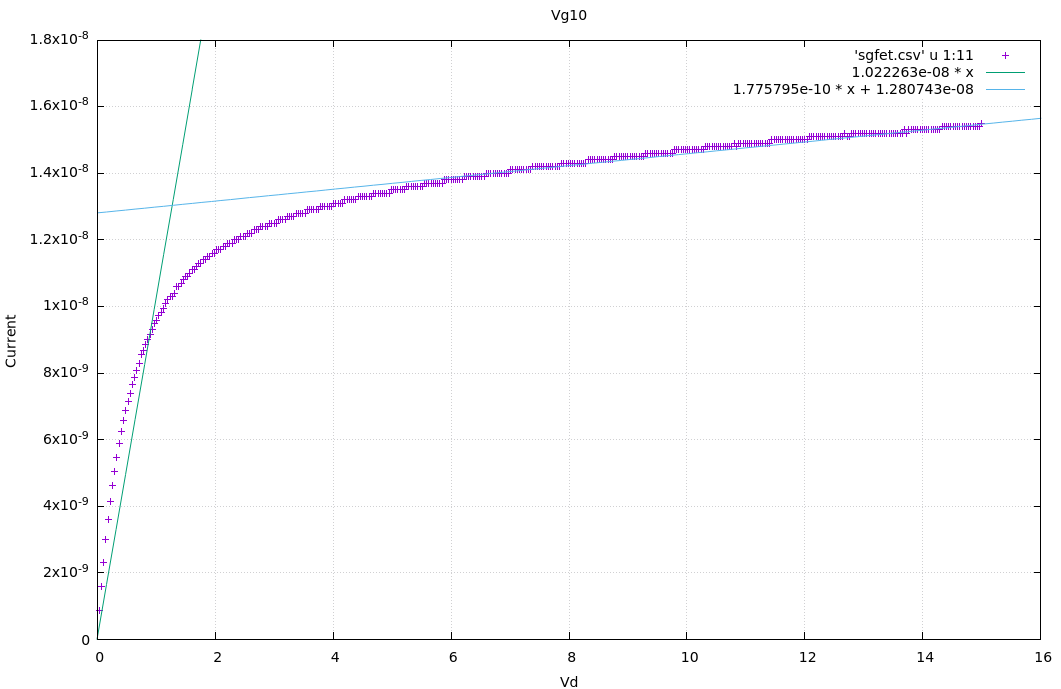 Vg10
1.8x10-8
1.6x10-8
1.4x10-8
1.2x10-8
1x10-8
8x10-9
6x10-9
4x10-9
2x10-9
0
Current
'sgfet.csv' u 1:11
1.022263e-08 * x
1.775795e-10 * x + 1.280743e-08
0 2 4 6 8 10 12 14 16
Vd